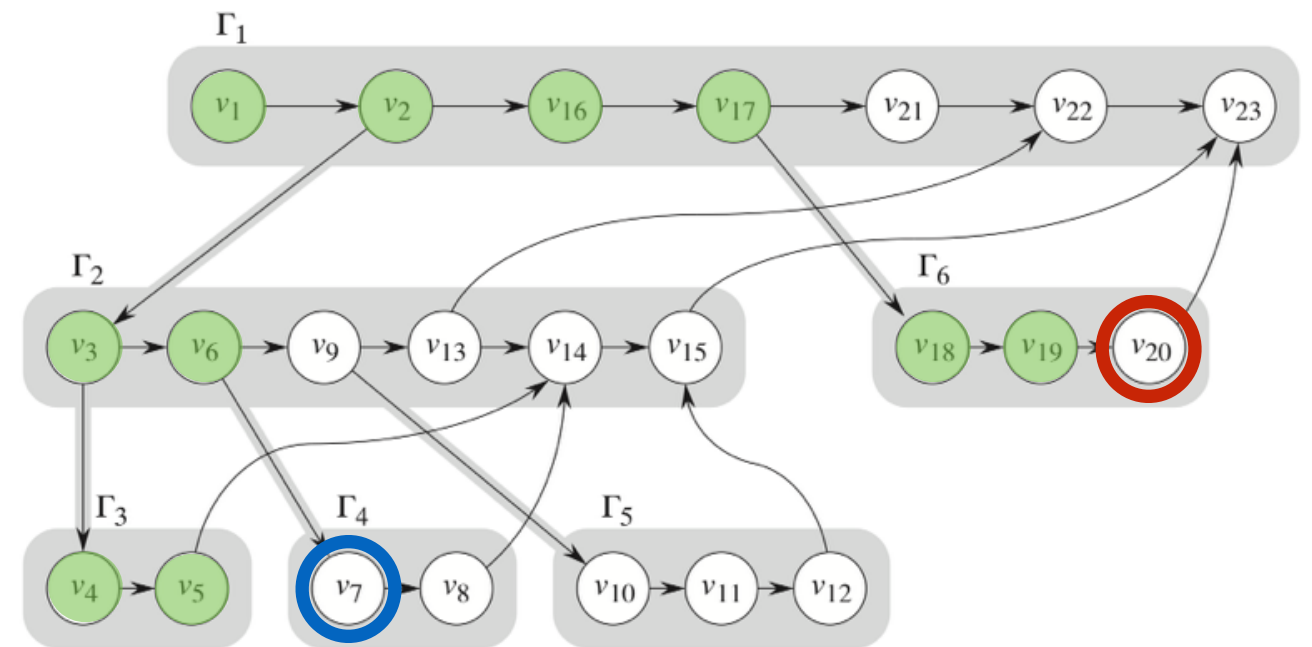 Γ₁
v₁ v₂ v₁₆ v₁₇ v₂₁ v₂₂ v₂₃
Γ₂ Γ₆
v₃ v₆ v₉ v₁₃ v₁₄ v₁₅ v₁₈ v₁₉ v₂₀
Γ₃ Γ₄ Γ₅
v₄ v₅ v₇ v₈ v₁₀ v₁₁ v₁₂